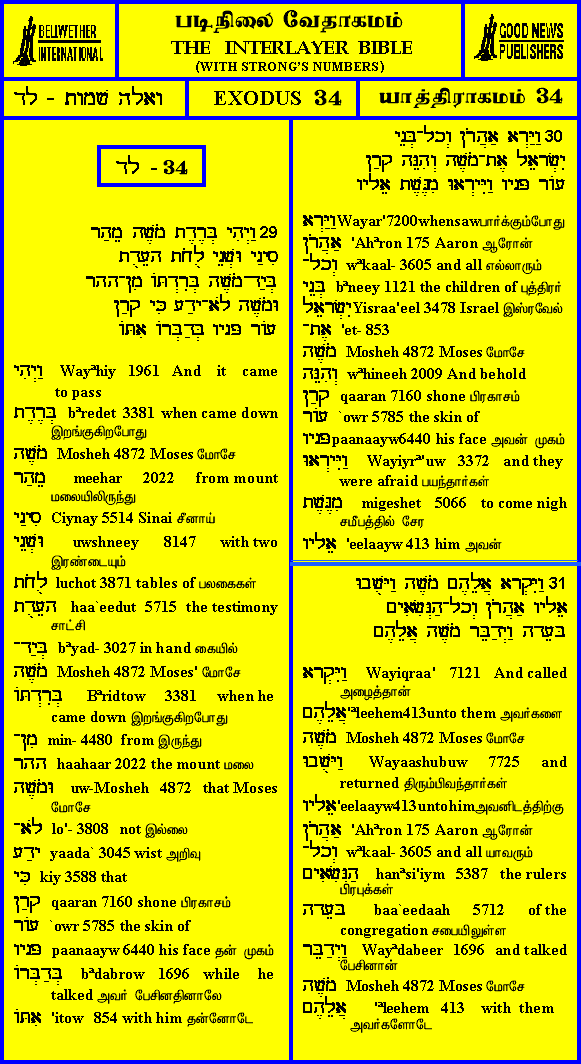 BELLWETHER
INTERNATIONAL
படிநிலை வேதாகமம்
THE INTERLAYER BIBLE
(WITH STRONG'S NUMBERS)
GOOD NEWS
PUBLISHERS
ואלה שמות - לד
EXODUS 34
யாத்திராகமம் 34
לד - 34
29 וַיְהִי בְּרֶדֶת מֹשֶׁה מֵהַר
סִינַי וּשְׁנֵי לֻחֹת הָעֵדֻת
בְּיַד־מֹשֶׁה בְּרִדְתּוֹ מִן־הָהר
וּמֹשֶׁה לֹא־יָדַע כִּי קָרַן
עוֹר פָּנָיו בְּדַבְּרוֹ אִתּוֹ
וַיְהִי Wayᵃhiy 1961 And it came
to pass
בְּרֶדֶת bᵃredet 3381 when came down
இறங்குகிறபோது
מֹשֶׁה Mosheh 4872 Moses மோசே
מֵהַר meehar 2022 from mount
மலையிலிருந்து
סִינַי Ciynay 5514 Sinai சீனாய்
וּשְׁנֵי uwshneey 8147 with two
இரண்டையும்
לֻחֹת luchot 3871 tables of பலகைகள்
הָעֵדֻת haa`eedut 5715 the testimony
சாட்சி
בְּיַד־ bᵃyad- 3027 in hand கையில்
מֹשֶׁה Mosheh 4872 Moses' மோசே
בְּרִדְתּוֹ Bᵃridtow 3381 when he
came down இறங்குகிறபோது
מִן־ min- 4480 from இருந்து
הָהר haahaar 2022 the mount மலை
וּמֹשֶׁה uw-Mosheh 4872 that Moses
மோசே
לֹא־ lo'- 3808 not இல்லை
יָדַע yaada` 3045 wist அறிவு
כִּי kiy 3588 that
קָרַן qaaran 7160 shone பிரகாசம்
עוֹר `owr 5785 the skin of
פָּנָיו paanaayw 6440 his face தன் முகம்
בְּדַבְּרוֹ bᵃdabrow 1696 while he
talked அவர் பேசினதினாலே
אִתּוֹ 'itow 854 with him தன்னோடே
30 וַיַּרְא אַהֲרֹן וְכָל־בְּנֵי
יִשְׂרָאֵל אֶת־מֹשֶׁה וְהִנֵּה קָרַן
עוֹר פָּנָיו וַיִּירְאוּ מִגֶּשֶׁת אֵלָיו
וַיַּרְא Wayar'7200whensawபார்க்கும்போது
אַהֲרֹן 'Ahᵃron 175 Aaron ஆரோன்
וְכָל־ wᵃkaal- 3605 and all எல்லாரும்
בְּנֵי bᵃneey 1121 the children of புத்திரர்
יִשְׂרָאֵל Yisraa'eel 3478 Israel இஸ்ரவேல்
אֶת־ 'et- 853
מֹשֶׁה Mosheh 4872 Moses மோசே
וְהִנֵּה whineeh 2009 And behold
קָרַן qaaran 7160 shone பிரகாசம்
עוֹר `owr 5785 the skin of
פָּנָיו paanaayw6440 his face அவன் முகம்
וַיִּירְאוּ Wayiyrᵃ'uw 3372 and they
were afraid பயந்தார்கள்
מִגֶּשֶׁת migeshet 5066 to come nigh
சமீபத்தில் சேர
אֵלָיו 'eelaayw 413 him அவன்
31 וַיִּקְרָא אֲלֵהֶם מֹשֶׁה וַיָּשֻׁבוּ
אֵלָיו אַהֲרֹן וְכָל־הַנְּשִׂאִים
בָּעֵדָה וַיְדַבֵּר מֹשֶׁה אֲלֵהֶם
וַיִּקְרָא Wayiqraa' 7121 And called
அழைத்தான்
אֲלֵהֶם 'ᵃleehem413unto them அவர்களை
מֹשֶׁה Mosheh 4872 Moses மோசே
וַיָּשֻׁבוּ Wayaashubuw 7725 and
returned திரும்பிவந்தார்கள்
אֵלָיו 'eelaayw413untohimஅவனிடத்திற்கு
אַהֲרֹן 'Ahᵃron 175 Aaron ஆரோன்
וְכָל־ wᵃkaal- 3605 and all யாவரும்
הַנְּשִׂאִים hanᵃsi'iym 5387 the rulers
பிரபுக்கள்
בָּעֵדָה baa`eedaah 5712 of the
congregation சபையிலுள்ள
וַיְדַבֵּר Wayᵃdabeer 1696 and talked
பேசினான்
מֹשֶׁה Mosheh 4872 Moses மோசே
אֲלֵהֶם 'ᵃleehem 413 with them
அவர்களோடே